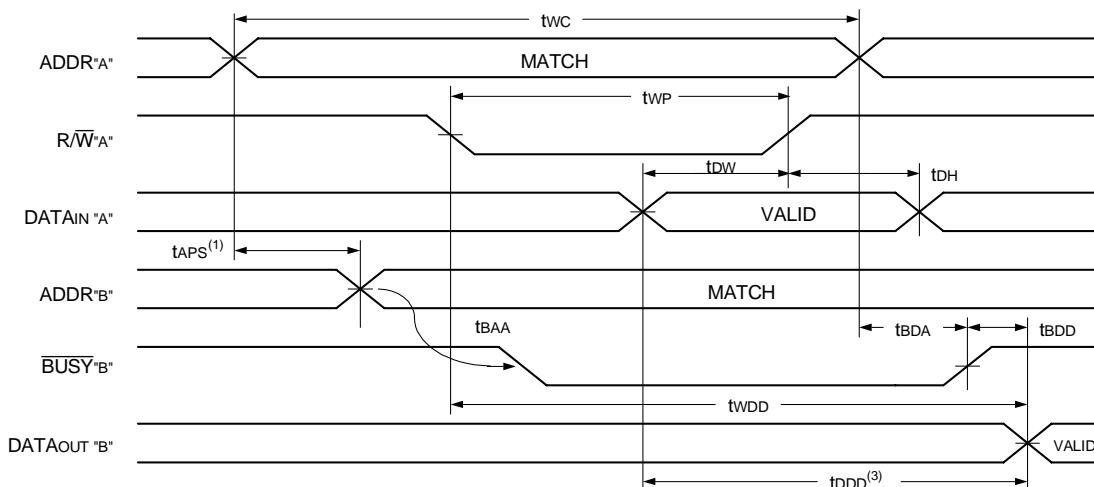 tWC
ADDR"A" MATCH
tWP
R/W̅"A"
tDW tDH
DATAIN "A" VALID
tAPS(1)
ADDR"B" MATCH
tBAA tBDA tBDD
B̅U̅S̅Y̅"B"
tWDD
DATAOUT "B" VALID
tDDD(3)